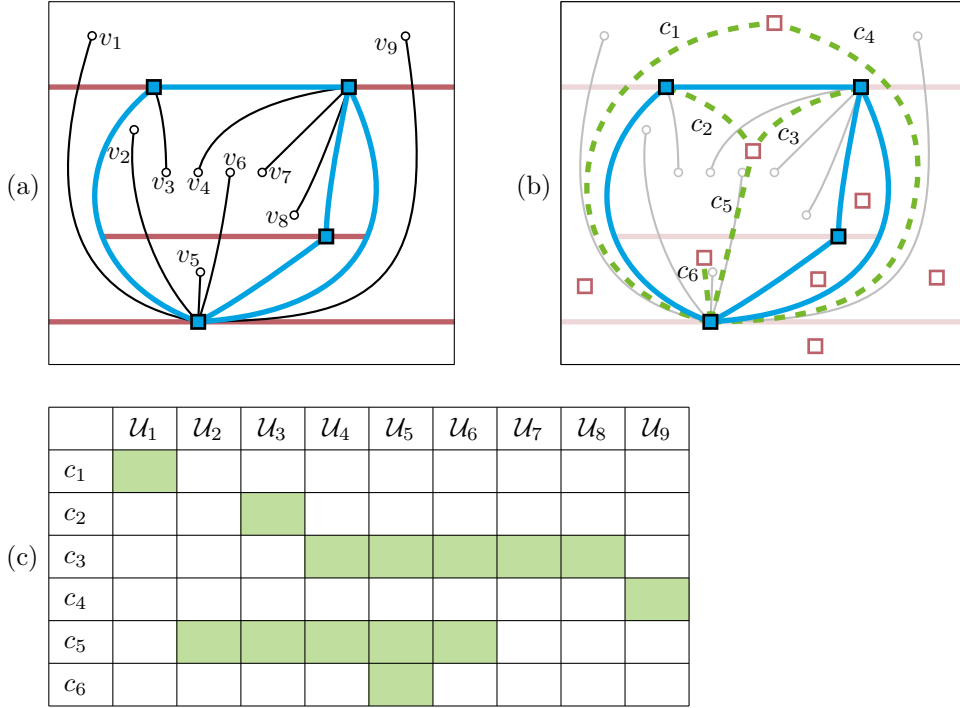 (a)
v₁
v₉
v₂
v₃
v₄
v₆
v₇
v₈
v₅
(b)
c₁
c₄
c₂
c₃
c₅
c₆
(c)
𝒰₁ 𝒰₂ 𝒰₃ 𝒰₄ 𝒰₅ 𝒰₆ 𝒰₇ 𝒰₈ 𝒰₉
c₁
c₂
c₃
c₄
c₅
c₆